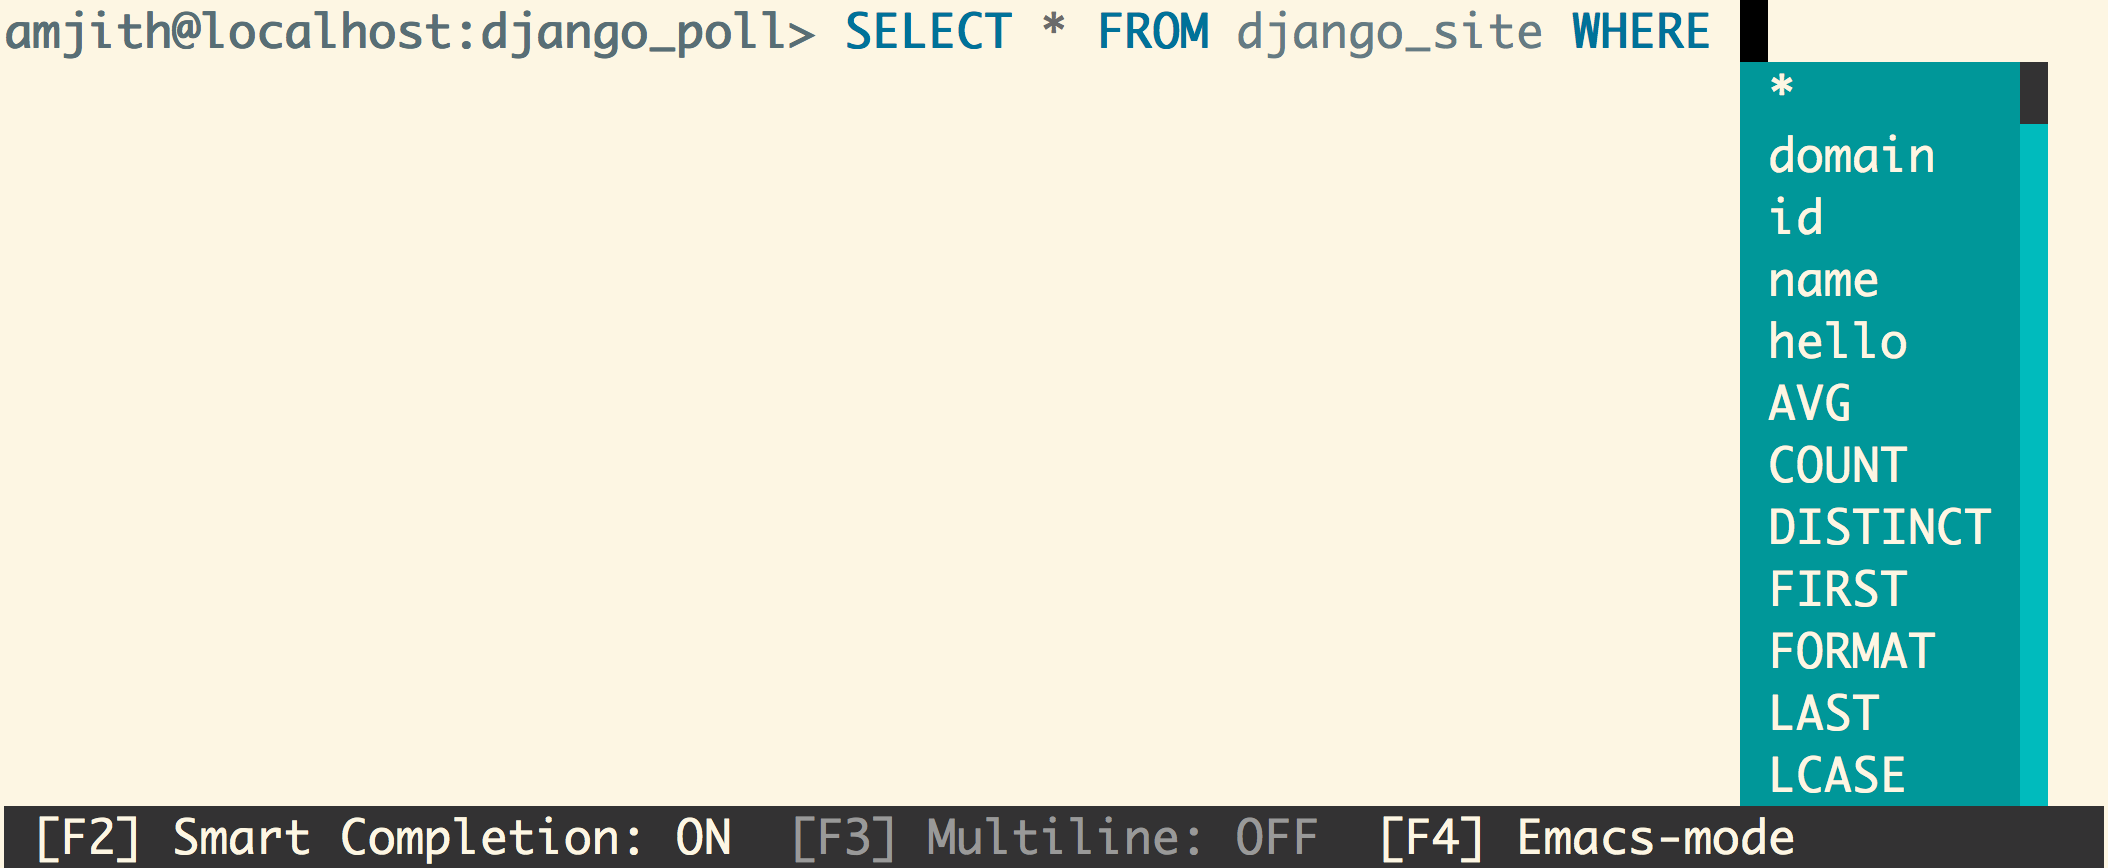 amjith@localhost:django_poll> SELECT * FROM django_site WHERE
*
domain
id
name
hello
AVG
COUNT
DISTINCT
FIRST
FORMAT
LAST
LCASE
[F2] Smart Completion: ON [F3] Multiline: OFF [F4] Emacs-mode